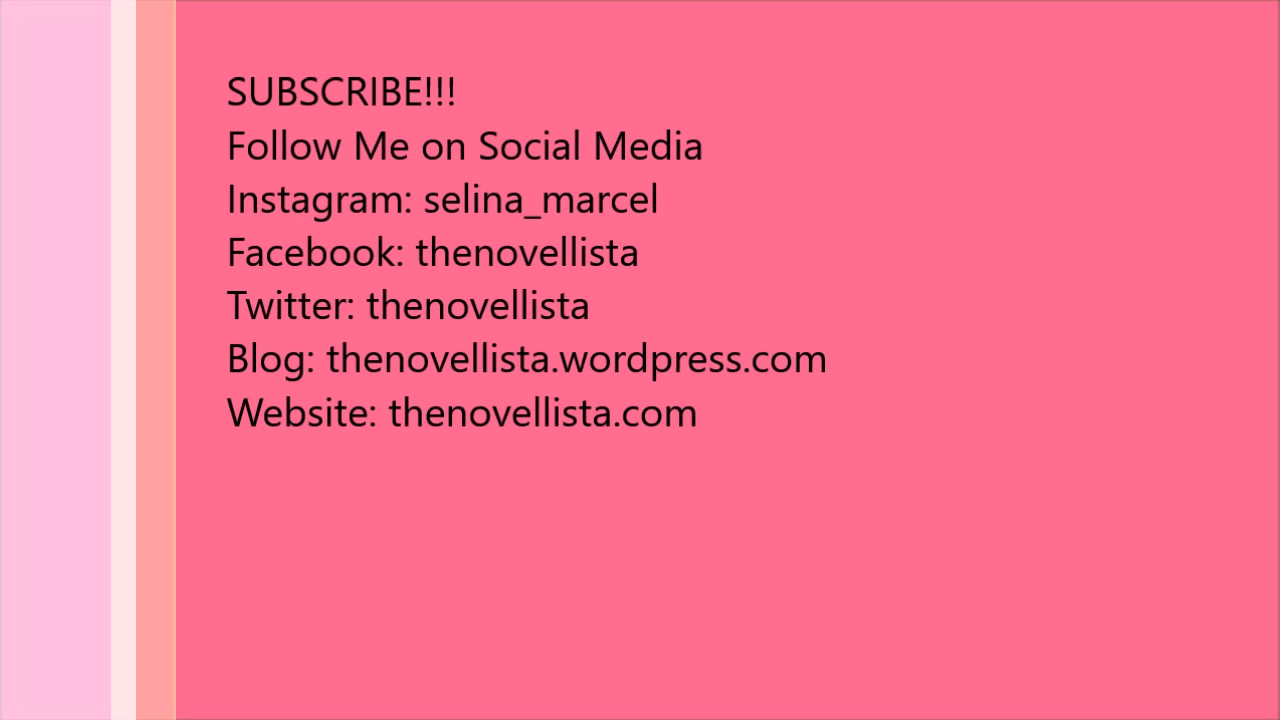 SUBSCRIBE!!!
Follow Me on Social Media
Instagram: selina_marcel
Facebook: thenovellista
Twitter: thenovellista
Blog: thenovellista.wordpress.com
Website: thenovellista.com